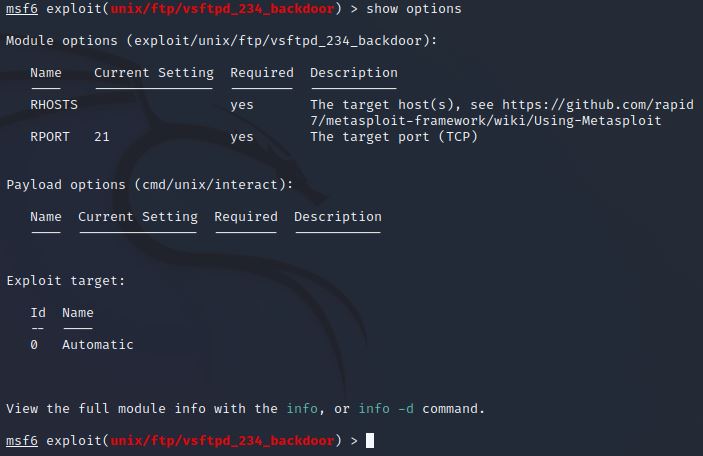 msf6 exploit(unix/ftp/vsftpd_234_backdoor) > show options
Module options (exploit/unix/ftp/vsftpd_234_backdoor):
Name Current Setting Required Description
---- --------------- -------- -----------
RHOSTS yes The target host(s), see https://github.com/rapid
7/metasploit-framework/wiki/Using-Metasploit
RPORT 21 yes The target port (TCP)
Payload options (cmd/unix/interact):
Name Current Setting Required Description
---- --------------- -------- -----------
Exploit target:
Id Name
-- ----
0 Automatic
View the full module info with the info, or info -d command.
msf6 exploit(unix/ftp/vsftpd_234_backdoor) >